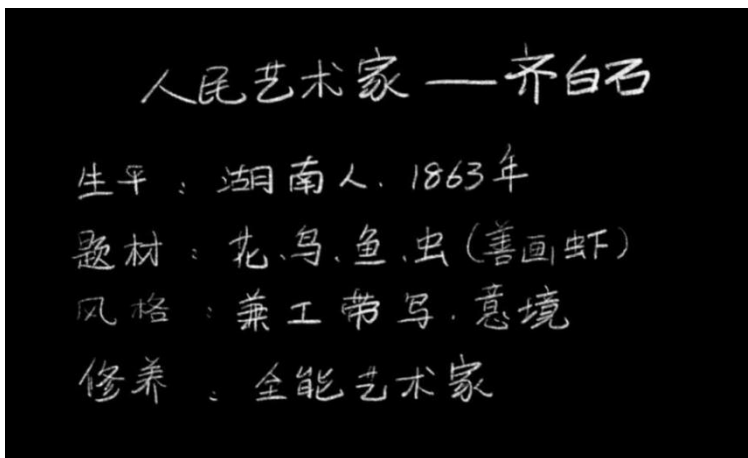 人民艺术家——齐白石
生平：湖南人、1863年
题材：花、鸟、鱼、虫(善画虾)
风格：兼工带写、意境
修养：全能艺术家